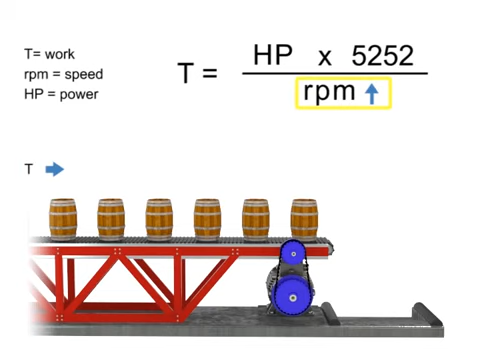 T= work
rpm = speed
HP = power
T = HP x 5252
rpm
T